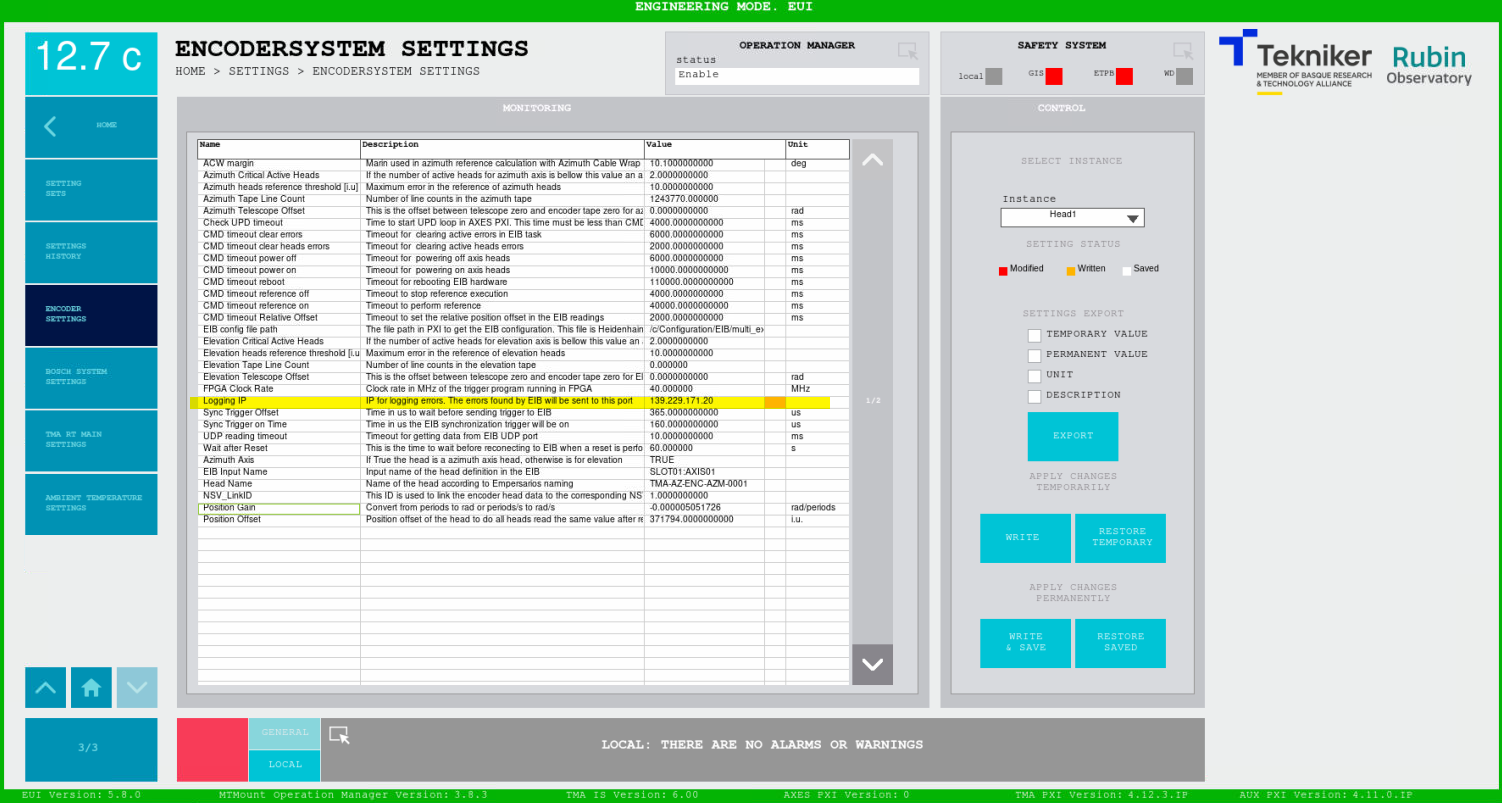 ENGINEERING MODE. EUI
12.7 c
ENCODERSYSTEM SETTINGS
HOME > SETTINGS > ENCODERSYSTEM SETTINGS
OPERATION MANAGER
status
Enable
SAFETY SYSTEM
local GIS ETPB WD
Tekniker
MEMBER OF BASQUE RESEARCH
& TECHNOLOGY ALLIANCE
Rubin
Observatory
HOME
SETTING
SETS
SETTINGS
HISTORY
ENCODER
SETTINGS
BOSCH SYSTEM
SETTINGS
TMA RT MAIN
SETTINGS
AMBIENT TEMPERATURE
SETTINGS
3/3
MONITORING
Name Description Value Unit
ACW margin Marin used in azimuth reference calculation with Azimuth Cable Wrap 10.1000000000 deg
Azimuth Critical Active Heads If the number of active heads for azimuth axis is bellow this value an a 2.0000000000
Azimuth heads reference threshold [i.u] Maximum error in the reference of azimuth heads 10.0000000000
Azimuth Tape Line Count Number of line counts in the azimuth tape 1243770.000000
Azimuth Telescope Offset This is the offset between telescope zero and encoder tape zero for az 0.0000000000 rad
Check UPD timeout Time to start UPD loop in AXES PXI. This time must be less than CMD 4000.0000000000 ms
CMD timeout clear errors Timeout for clearing active errors in EIB task 6000.0000000000 ms
CMD timeout clear heads errors Timeout for clearing active heads errors 2000.0000000000 ms
CMD timeout power off Timeout for powering off axis heads 6000.0000000000 ms
CMD timeout power on Timeout for powering on axis heads 10000.0000000000 ms
CMD timeout reboot Timeout for rebooting EIB hardware 110000.0000000000 ms
CMD timeout reference off Timeout to stop reference execution 4000.0000000000 ms
CMD timeout reference on Timeout to perform reference 40000.0000000000 ms
CMD timeout Relative Offset Timeout to set the relative position offset in the EIB readings 2000.0000000000 ms
EIB config file path The file path in PXI to get the EIB configuration. This file is Heidenhain /c/Configuration/EIB/multi_ex
Elevation Critical Active Heads If the number of active heads for elevation axis is bellow this value an 2.0000000000
Elevation heads reference threshold [i.u Maximum error in the reference of elevation heads 10.0000000000
Elevation Tape Line Count Number of line counts in the elevation tape 0.000000
Elevation Telescope Offset This is the offset between telescope zero and encoder tape zero for El 0.0000000000 rad
FPGA Clock Rate Clock rate in MHz of the trigger program running in FPGA 40.000000 MHz
Logging IP IP for logging errors. The errors found by EIB will be sent to this port 139.229.171.20
Sync Trigger Offset Time in us to wait before sending trigger to EIB 365.0000000000 us
Sync Trigger on Time Time in us the EIB synchronization trigger will be on 160.0000000000 us
UDP reading timeout Timeout for getting data from EIB UDP port 10.0000000000 ms
Wait after Reset This is the time to wait before reconecting to EIB when a reset is perfo 60.000000 s
Azimuth Axis If True the head is a azimuth axis head, otherwise is for elevation TRUE
EIB Input Name Input name of the head definition in the EIB SLOT01:AXIS01
Head Name Name of the head according to Empersarios naming TMA-AZ-ENC-AZM-0001
NSV_LinkID This ID is used to link the encoder head data to the corresponding NS 1.0000000000
Position Gain Convert from periods to rad or periods/s to rad/s -0.000005051726 rad/periods
Position Offset Position offset of the head to do all heads read the same value after re 371794.0000000000 i.u.
1/2
CONTROL
SELECT INSTANCE
Instance
Head1
SETTING STATUS
Modified Written Saved
SETTINGS EXPORT
TEMPORARY VALUE
PERMANENT VALUE
UNIT
DESCRIPTION
EXPORT
APPLY CHANGES
TEMPORARILY
WRITE
RESTORE
TEMPORARY
APPLY CHANGES
PERMANENTLY
WRITE
& SAVE
RESTORE
SAVED
GENERAL
LOCAL
LOCAL: THERE ARE NO ALARMS OR WARNINGS
EUI Version: 5.8.0 MTMount Operation Manager Version: 3.8.3 TMA IS Version: 6.00 AXES PXI Version: 0 TMA PXI Version: 4.12.3.IP AUX PXI Version: 4.11.0.IP